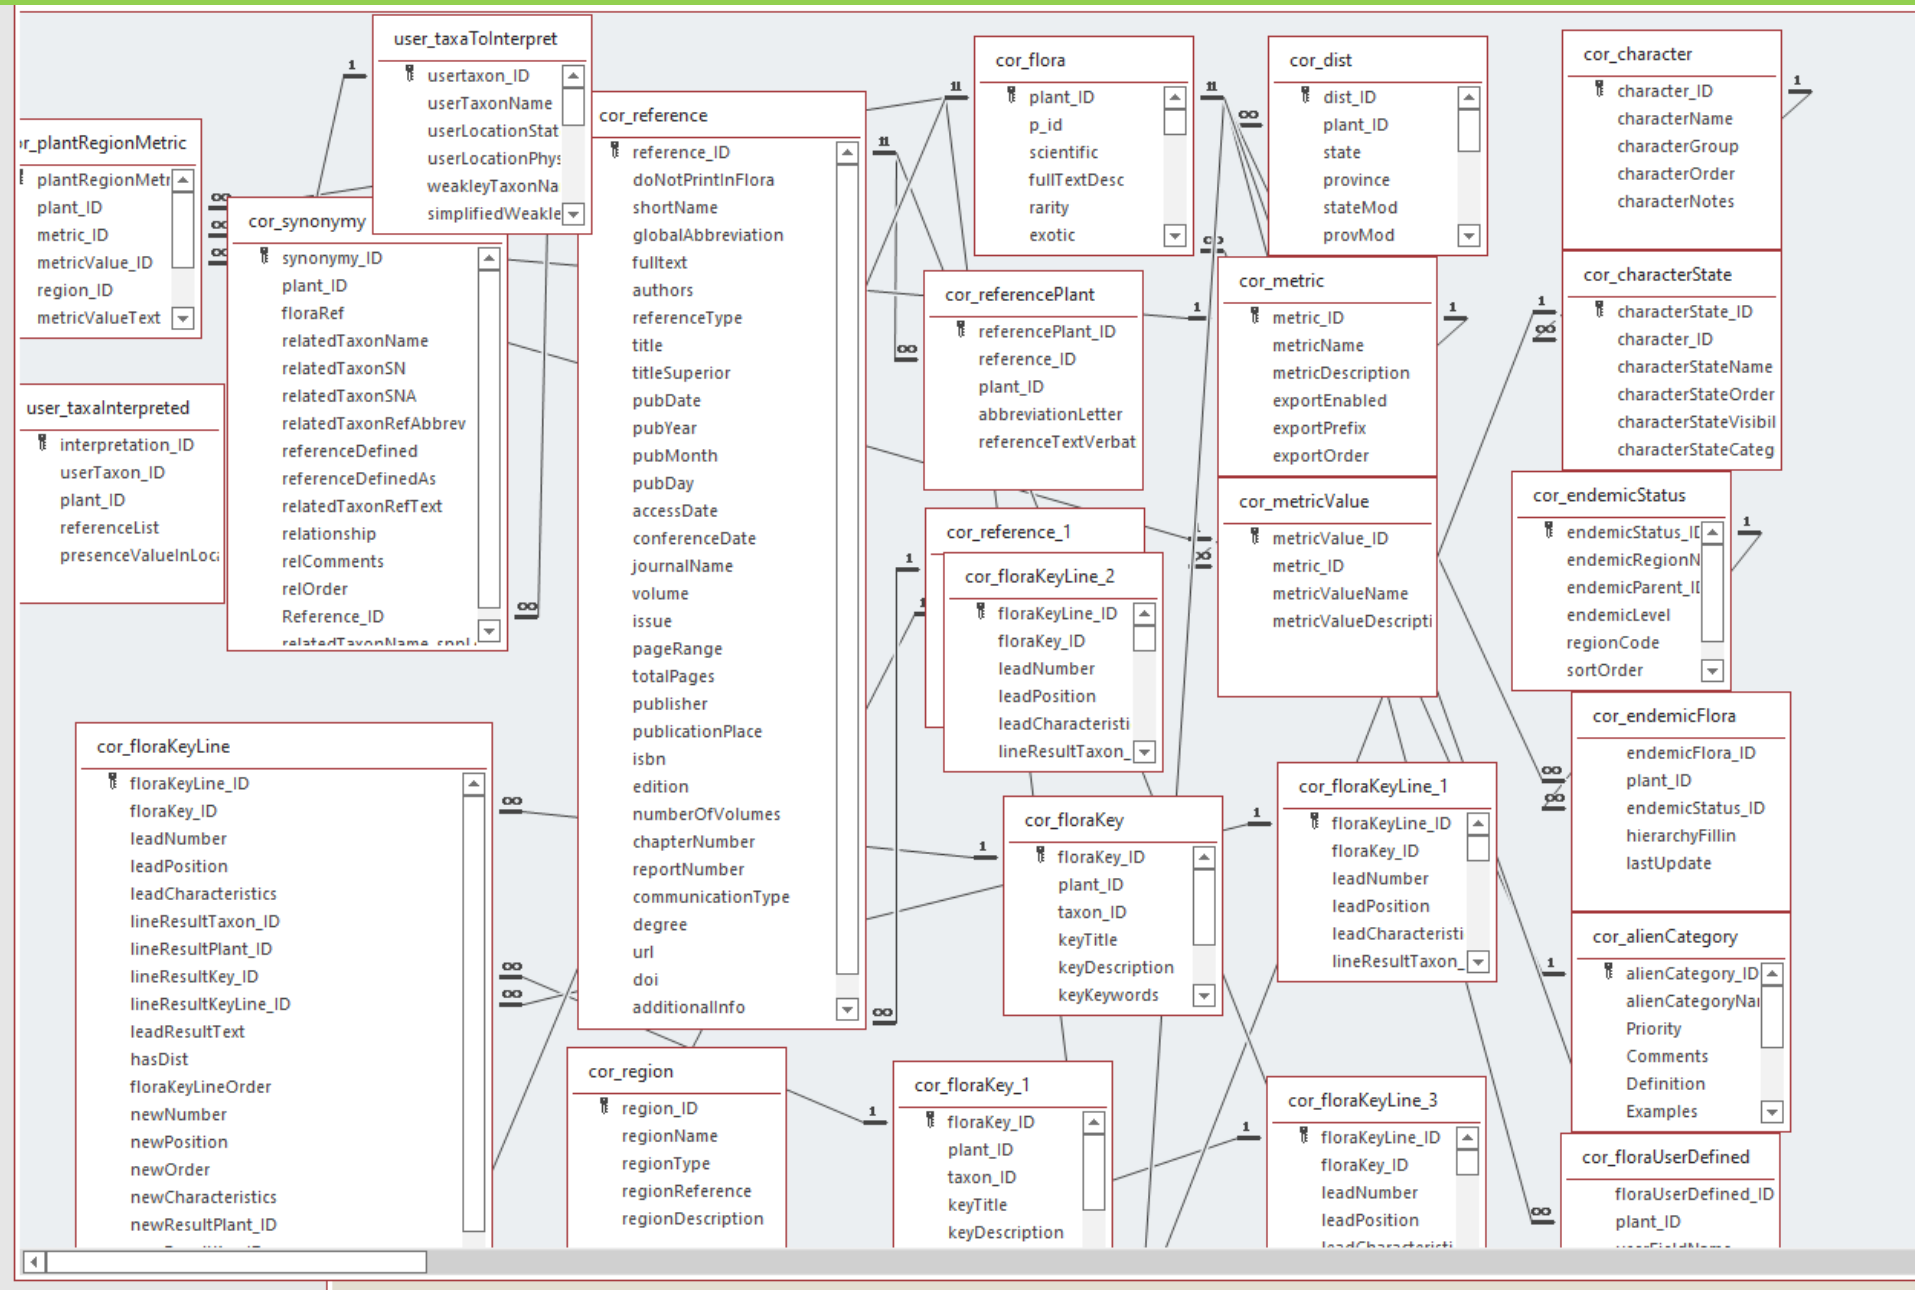 user_taxaToInterpret
usertaxon_ID
userTaxonName
userLocationStat
userLocationPhys
weakleyTaxonNa
simplifiedWeakle
r_plantRegionMetric
plantRegionMetr
plant_ID
metric_ID
metricValue_ID
region_ID
metricValueText
cor_synonymy
synonymy_ID
plant_ID
floraRef
relatedTaxonName
relatedTaxonSN
relatedTaxonSNA
relatedTaxonRefAbbrev
referenceDefined
referenceDefinedAs
relatedTaxonRefText
relationship
relComments
relOrder
Reference_ID
user_taxaInterpreted
interpretation_ID
userTaxon_ID
plant_ID
referenceList
presenceValueInLoc
cor_reference
reference_ID
doNotPrintInFlora
shortName
globalAbbreviation
fulltext
authors
referenceType
title
titleSuperior
pubDate
pubYear
pubMonth
pubDay
accessDate
conferenceDate
journalName
volume
issue
pageRange
totalPages
publisher
publicationPlace
isbn
edition
numberOfVolumes
chapterNumber
reportNumber
communicationType
degree
url
doi
additionalInfo
cor_flora
plant_ID
p_id
scientific
fullTextDesc
rarity
exotic
cor_dist
dist_ID
plant_ID
state
province
stateMod
provMod
cor_character
character_ID
characterName
characterGroup
characterOrder
characterNotes
cor_referencePlant
referencePlant_ID
reference_ID
plant_ID
abbreviationLetter
referenceTextVerbat
cor_metric
metric_ID
metricName
metricDescription
exportEnabled
exportPrefix
exportOrder
cor_characterState
characterState_ID
character_ID
characterStateName
characterStateOrder
characterStateVisibil
characterStateCateg
cor_metricValue
metricValue_ID
metric_ID
metricValueName
metricValueDescripti
cor_endemicStatus
endemicStatus_ID
endemicRegionN
endemicParent_ID
endemicLevel
regionCode
sortOrder
cor_reference_1
cor_floraKeyLine_2
floraKeyLine_ID
floraKey_ID
leadNumber
leadPosition
leadCharacteristi
lineResultTaxon_
cor_endemicFlora
endemicFlora_ID
plant_ID
endemicStatus_ID
hierarchyFillin
lastUpdate
cor_floraKeyLine
floraKeyLine_ID
floraKey_ID
leadNumber
leadPosition
leadCharacteristics
lineResultTaxon_ID
lineResultPlant_ID
lineResultKey_ID
lineResultKeyLine_ID
leadResultText
hasDist
floraKeyLineOrder
newNumber
newPosition
newOrder
newCharacteristics
newResultPlant_ID
cor_floraKey
floraKey_ID
plant_ID
taxon_ID
keyTitle
keyDescription
keyKeywords
cor_floraKeyLine_1
floraKeyLine_ID
floraKey_ID
leadNumber
leadPosition
leadCharacteristi
lineResultTaxon_
cor_alienCategory
alienCategory_ID
alienCategoryNa
Priority
Comments
Definition
Examples
cor_region
region_ID
regionName
regionType
regionReference
regionDescription
cor_floraKey_1
floraKey_ID
plant_ID
taxon_ID
keyTitle
keyDescription
cor_floraKeyLine_3
floraKeyLine_ID
floraKey_ID
leadNumber
leadPosition
cor_floraUserDefined
floraUserDefined_ID
plant_ID